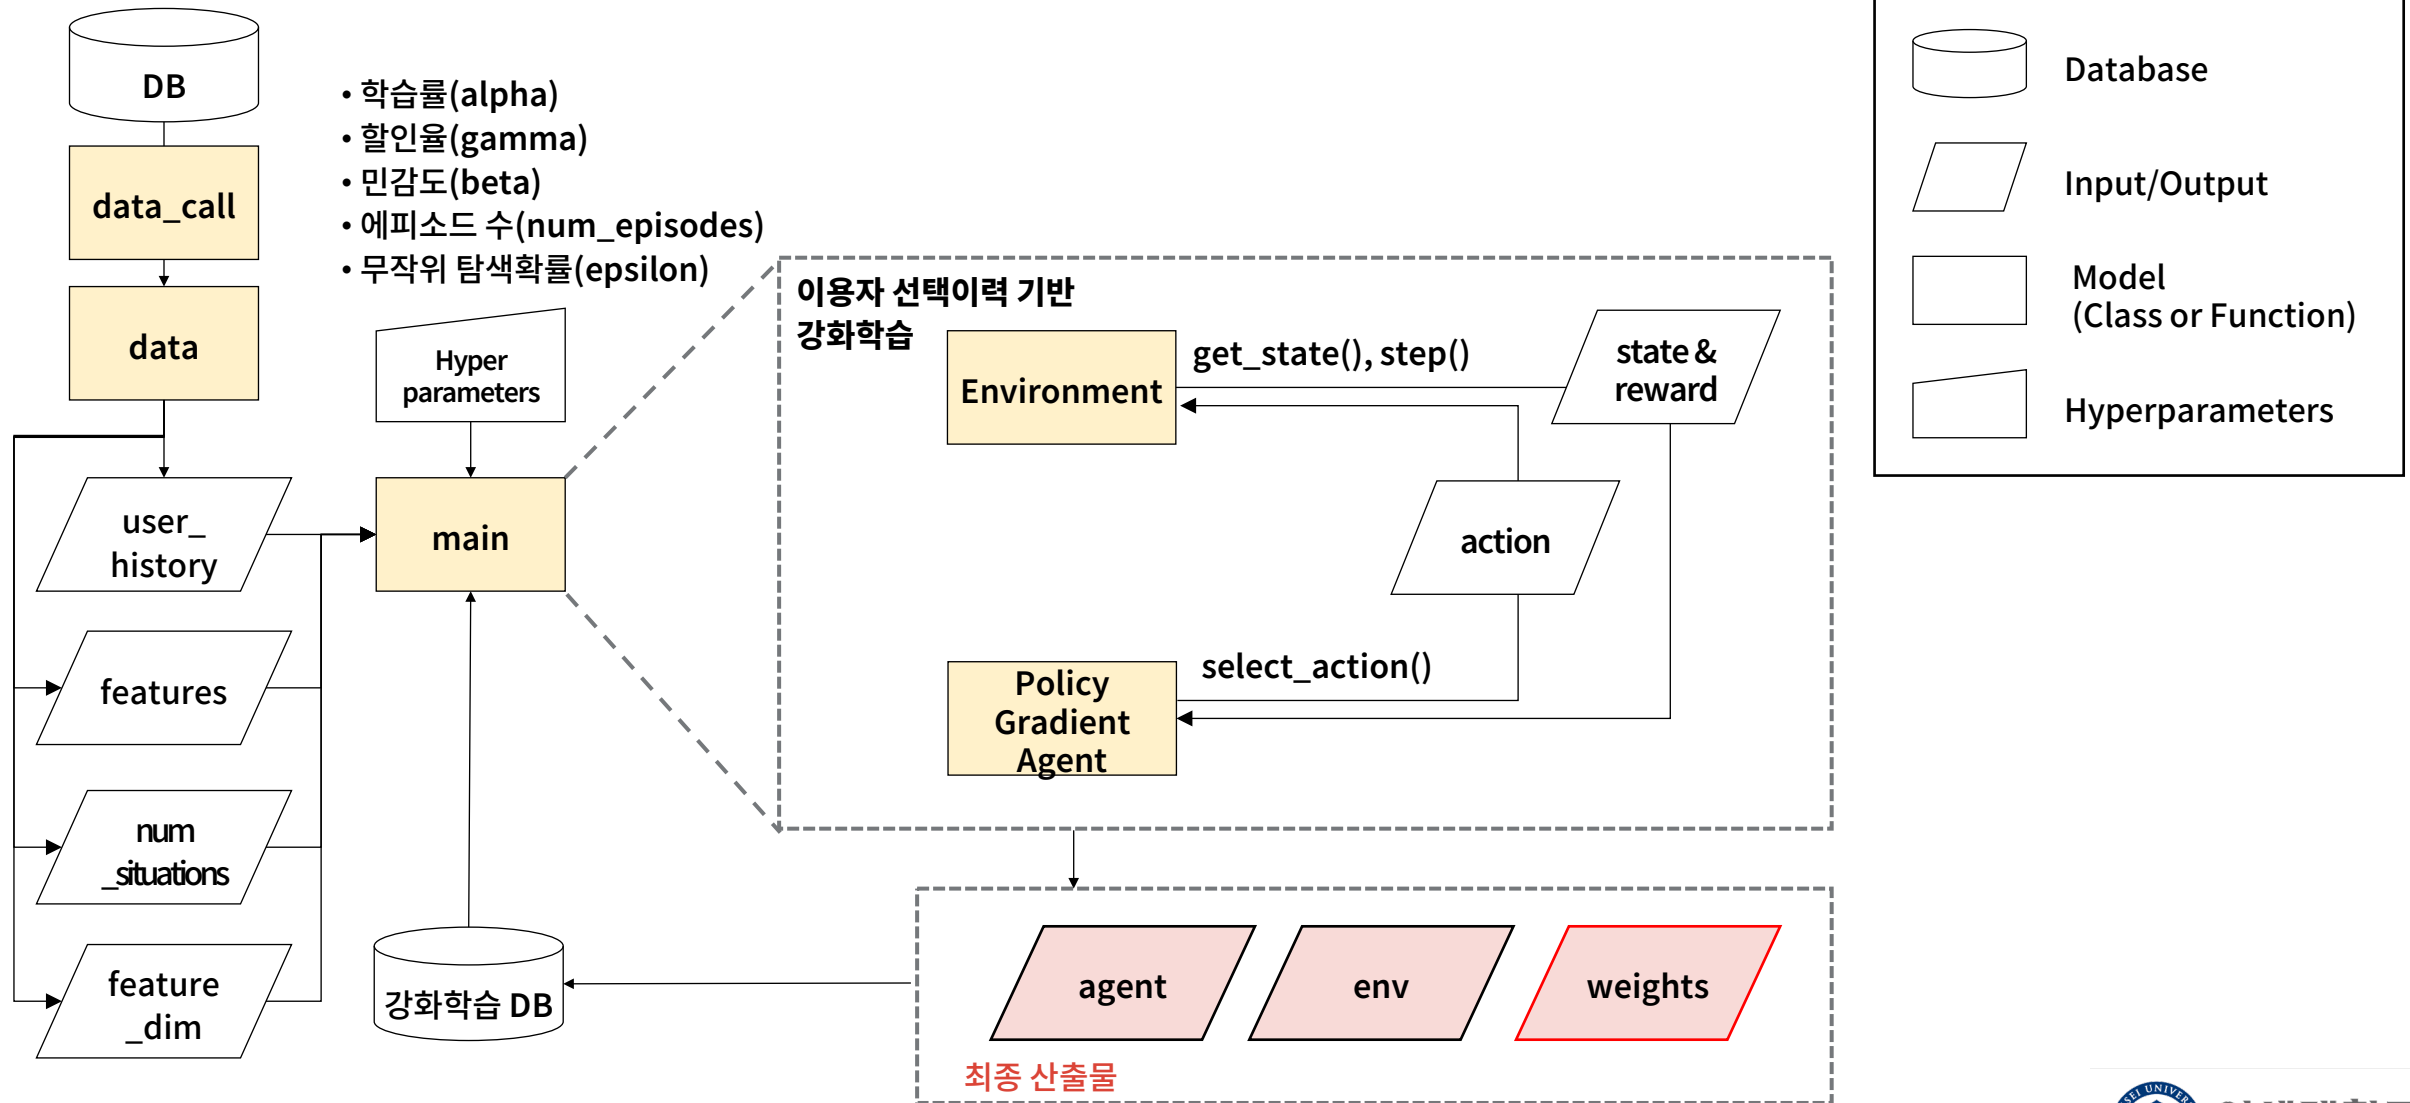 DB
data_call
data
• 학습률(alpha)
• 할인율(gamma)
• 민감도(beta)
• 에피소드 수(num_episodes)
• 무작위 탐색확률(epsilon)
Hyper
parameters
user_
history
features
num
_situations
feature
_dim
main
강화학습 DB
이용자 선택이력 기반
강화학습
Environment
get_state(), step()
state &
reward
action
select_action()
Policy
Gradient
Agent
agent
env
weights
최종 산출물
Database
Input/Output
Model
(Class or Function)
Hyperparameters